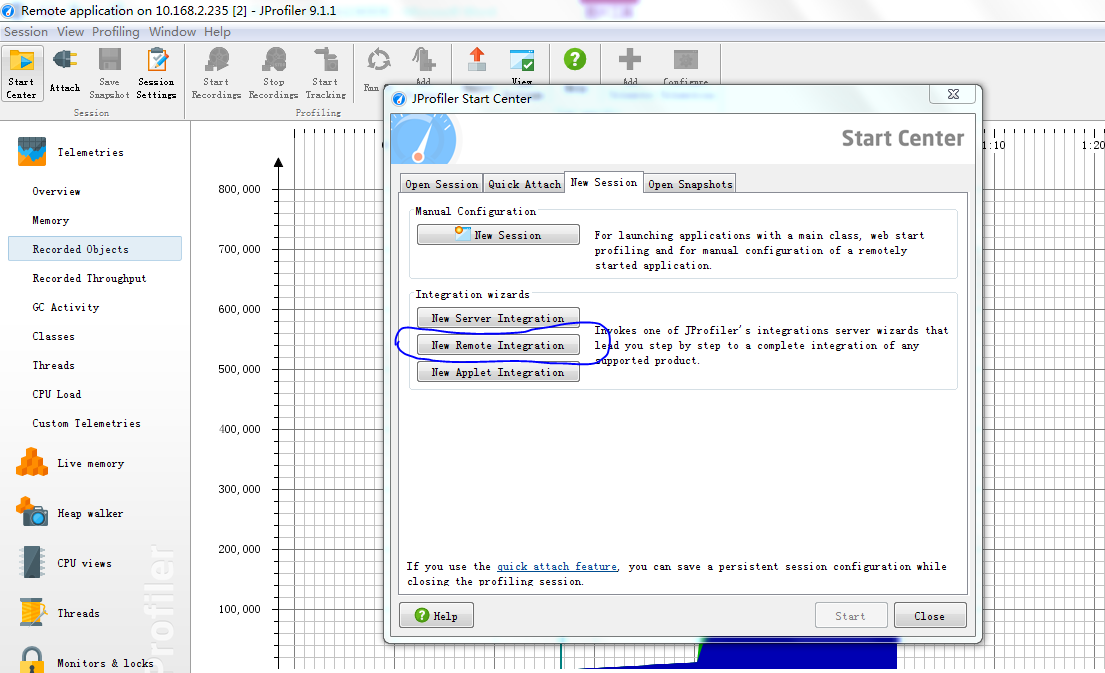 Remote application on 10.168.2.235 [2] - JProfiler 9.1.1
Session View Profiling Window Help
Start Center
Attach
Save Snapshot
Session Settings
Start Recordings
Stop Recordings
Start Tracking
Run
Add
View
Add
Configure
Session
Profiling
JProfiler Start Center
Start Center
Open Session
Quick Attach
New Session
Open Snapshots
Manual Configuration
New Session
For launching applications with a main class, web start
profiling and for manual configuration of a remotely
started application.
Integration wizards
New Server Integration
New Remote Integration
New Applet Integration
Invokes one of JProfiler's integrations server wizards that
lead you step by step to a complete integration of any
supported product.
If you use the quick attach feature, you can save a persistent session configuration while
closing the profiling session.
Help
Start
Close
Telemetries
Overview
Memory
Recorded Objects
Recorded Throughput
GC Activity
Classes
Threads
CPU Load
Custom Telemetries
Live memory
Heap walker
CPU views
Threads
Monitors & locks
800,000
700,000
600,000
500,000
400,000
300,000
200,000
100,000
1:10
1:20